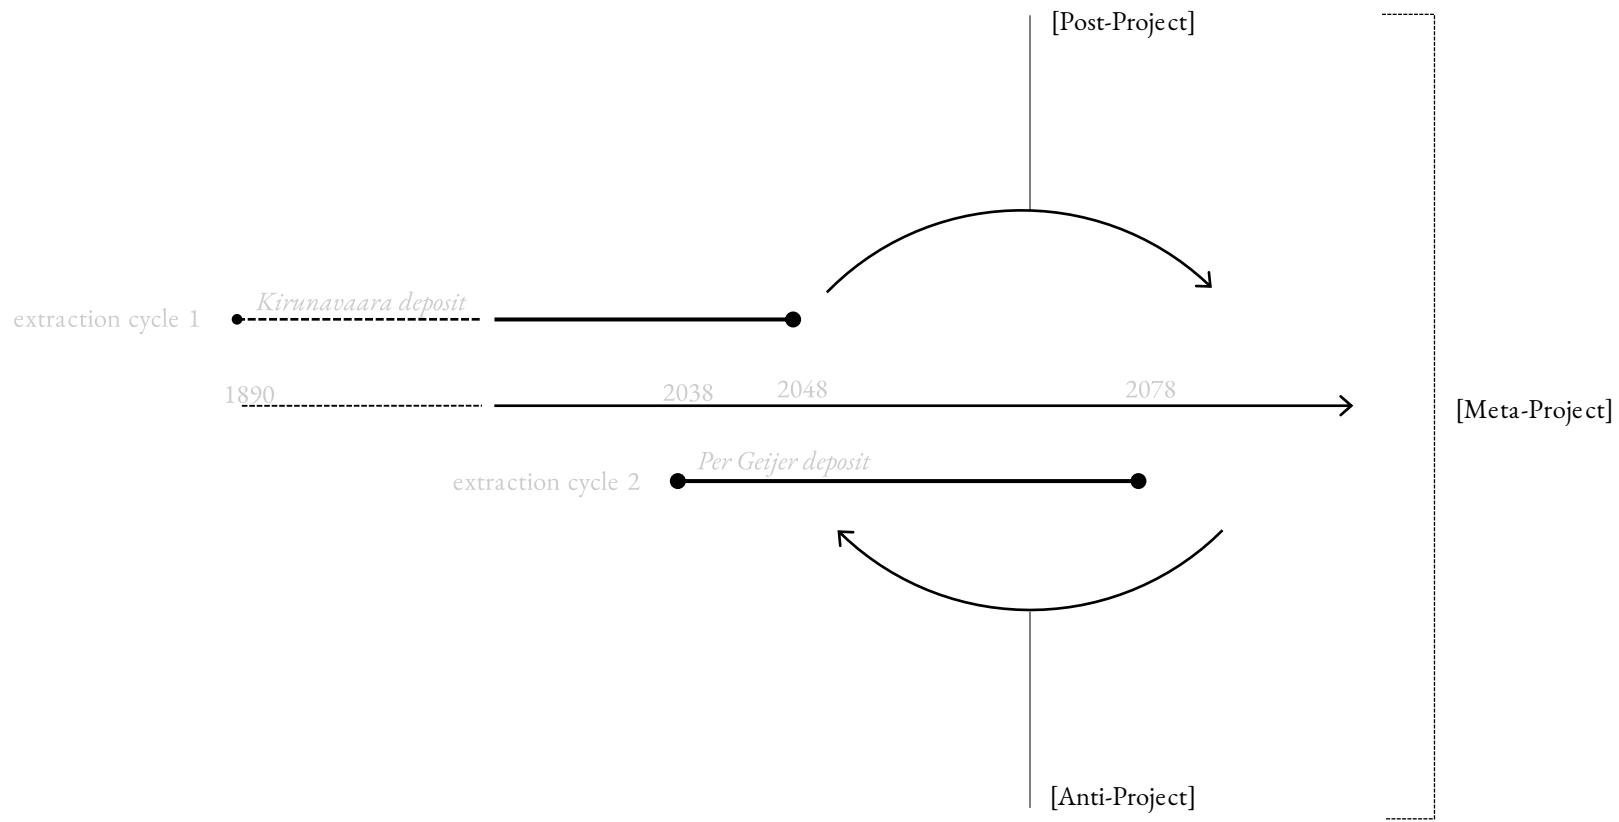 [Post-Project]
Kirunavaara deposit
extraction cycle 1
1890
2038
2048
2078
[Meta-Project]
Per Geijer deposit
extraction cycle 2
[Anti-Project]